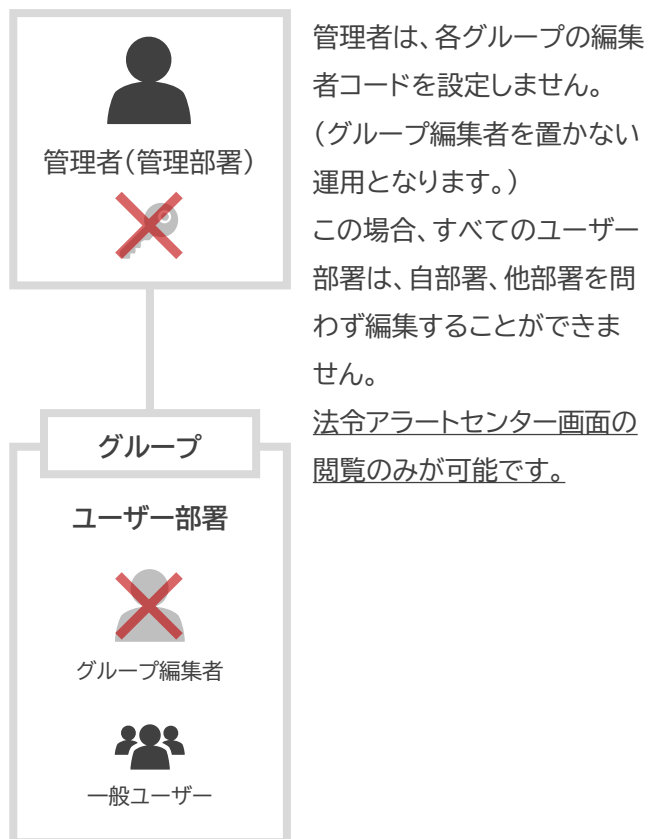 管理者（管理部署）
グループ
ユーザー部署
グループ編集者
一般ユーザー
管理者は、各グループの編集
者コードを設定しません。
（グループ編集者を置かない
運用となります。）
この場合、すべてのユーザー
部署は、自部署、他部署を問
わず編集することができま
せん。
法令アラートセンター画面の
閲覧のみが可能です。